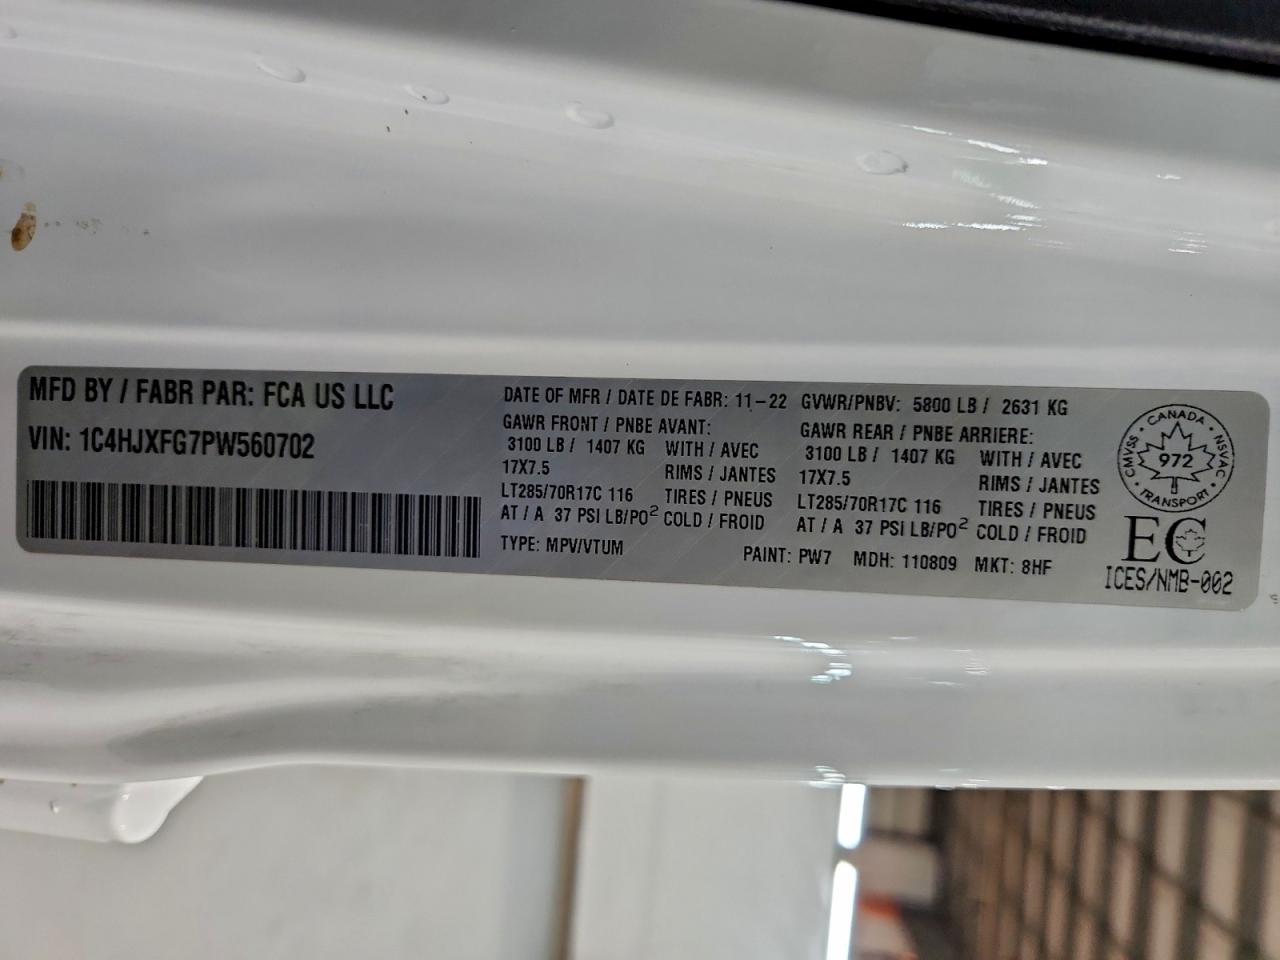 MFD BY / FABR PAR: FCA US LLC
VIN: 1C4HJXFG7PW560702
DATE OF MFR / DATE DE FABR: 11-22
GAWR FRONT / PNBE AVANT:
3100 LB / 1407 KG WITH / AVEC
17X7.5 RIMS / JANTES
LT285/70R17C 116 TIRES / PNEUS
AT / A 37 PSI LB/PO² COLD / FROID
TYPE: MPV/VTUM
GVWR/PNBV: 5800 LB / 2631 KG
GAWR REAR / PNBE ARRIERE:
3100 LB / 1407 KG WITH / AVEC
17X7.5 RIMS / JANTES
LT285/70R17C 116 TIRES / PNEUS
AT / A 37 PSI LB/PO² COLD / FROID
PAINT: PW7 MDH: 110809 MKT: 8HF
CMVSS • CANADA • NSVAC
972
• TRANSPORT •
EC
ICES/NMB-002